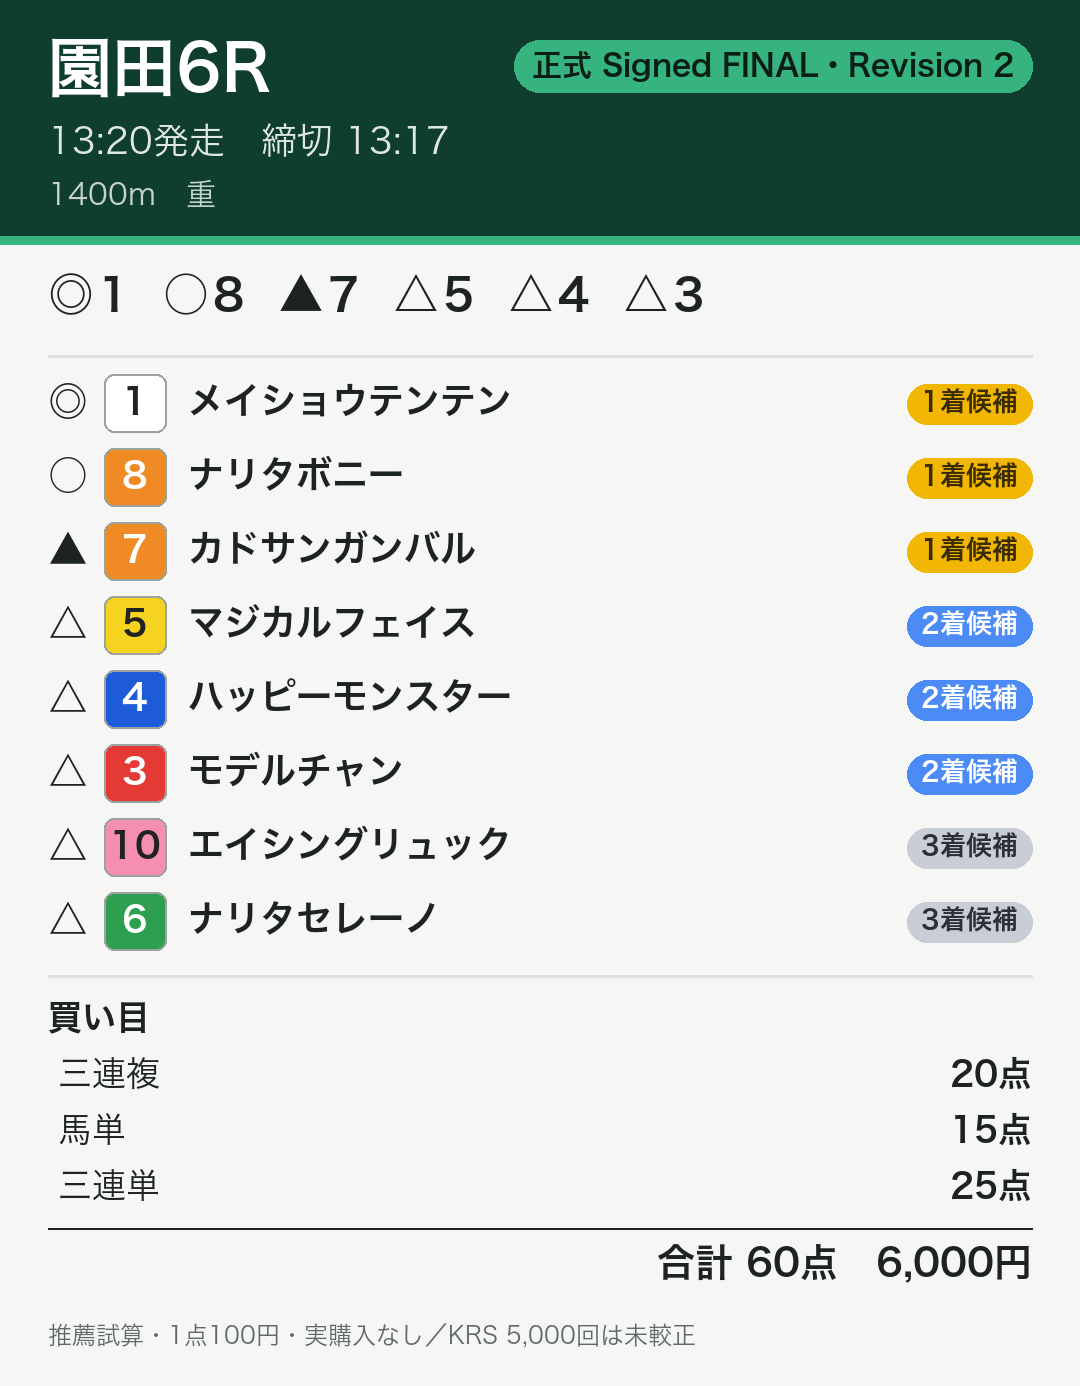 園田6R
正式 Signed FINAL・Revision 2
13:20発走 締切 13:17
1400m 重
◎1 ○8 ▲7 △5 △4 △3
◎ 1 メイショウテンテン 1着候補
○ 8 ナリタボニー 1着候補
▲ 7 カドサンガンバル 1着候補
△ 5 マジカルフェイス 2着候補
△ 4 ハッピーモンスター 2着候補
△ 3 モデルチャン 2着候補
△ 10 エイシングリュック 3着候補
△ 6 ナリタセレーノ 3着候補
買い目
三連複 20点
馬単 15点
三連単 25点
合計 60点 6,000円
推薦試算・1点100円・実購入なし／KRS 5,000回は未較正